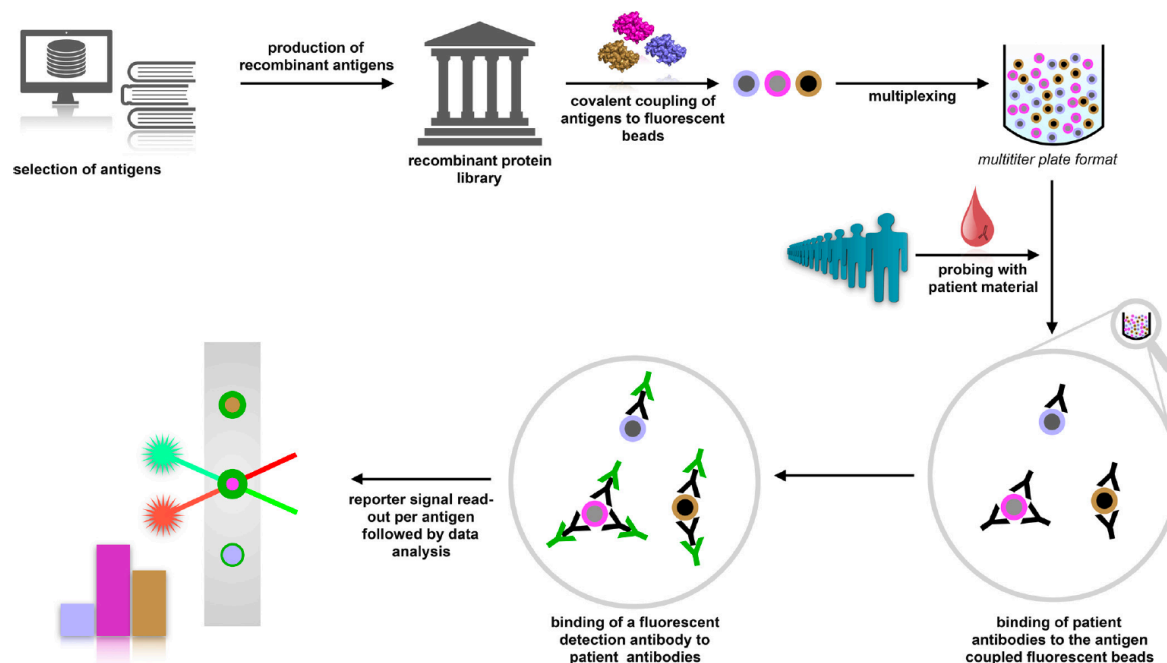 production of
recombinant antigens
selection of antigens
recombinant protein
library
covalent coupling of
antigens to fluorescent
beads
multiplexing
multititer plate format
probing with
patient material
binding of patient
antibodies to the antigen
coupled fluorescent beads
binding of a fluorescent
detection antibody to
patient antibodies
reporter signal read-
out per antigen
followed by data
analysis